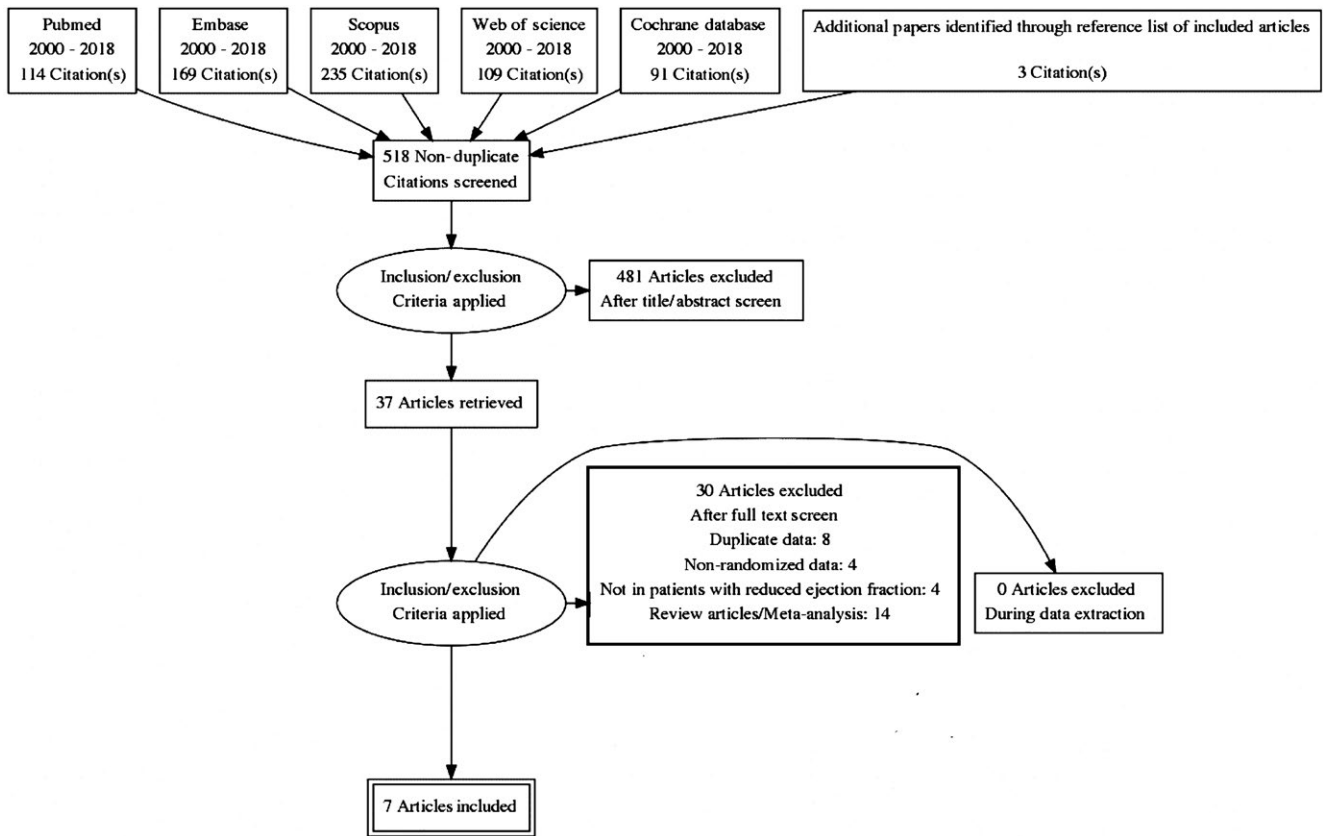 Pubmed
2000 - 2018
114 Citation(s)
Embase
2000 - 2018
169 Citation(s)
Scopus
2000 - 2018
235 Citation(s)
Web of science
2000 - 2018
109 Citation(s)
Cochrane database
2000 - 2018
91 Citation(s)
Additional papers identified through reference list of included articles
3 Citation(s)
518 Non-duplicate
Citations screened
Inclusion/exclusion
Criteria applied
481 Articles excluded
After title/abstract screen
37 Articles retrieved
Inclusion/exclusion
Criteria applied
30 Articles excluded
After full text screen
Duplicate data: 8
Non-randomized data: 4
Not in patients with reduced ejection fraction: 4
Review articles/Meta-analysis: 14
0 Articles excluded
During data extraction
7 Articles included